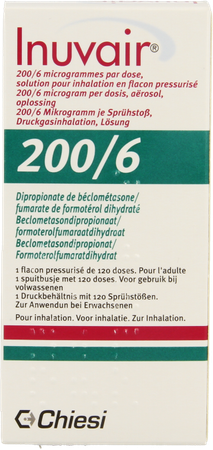 Inuvair®
200/6 microgrammes par dose,
solution pour inhalation en flacon pressurisé
200/6 microgram per dosis, aërosol,
oplossing
200/6 Mikrogramm je Sprühstoß,
Druckgasinhalation, Lösung
200/6
Dipropionate de béclométasone/
fumarate de formotérol dihydraté
Beclometasondipropionaat/
formoterolfumaraatdihydraat
Beclometasondipropionat/
Formoterolfumarat-dihydrat
1 flacon pressurisé de 120 doses. Pour l'adulte
1 spuitbusje met 120 doses. Voor gebruik bij
volwassenen
1 Druckbehältnis mit 120 Sprühstößen.
Zur Anwendung bei Erwachsenen
Pour inhalation. Voor inhalatie. Zur Inhalation.
Chiesi